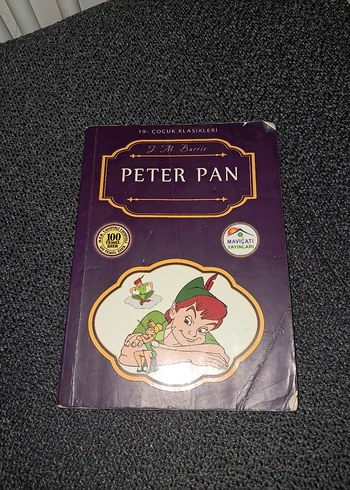 19- ÇOCUK KLASİKLERİ
J. M. Barrie
PETER PAN
100
TEMEL
ESER
MAVİÇATI
YAYINLARI